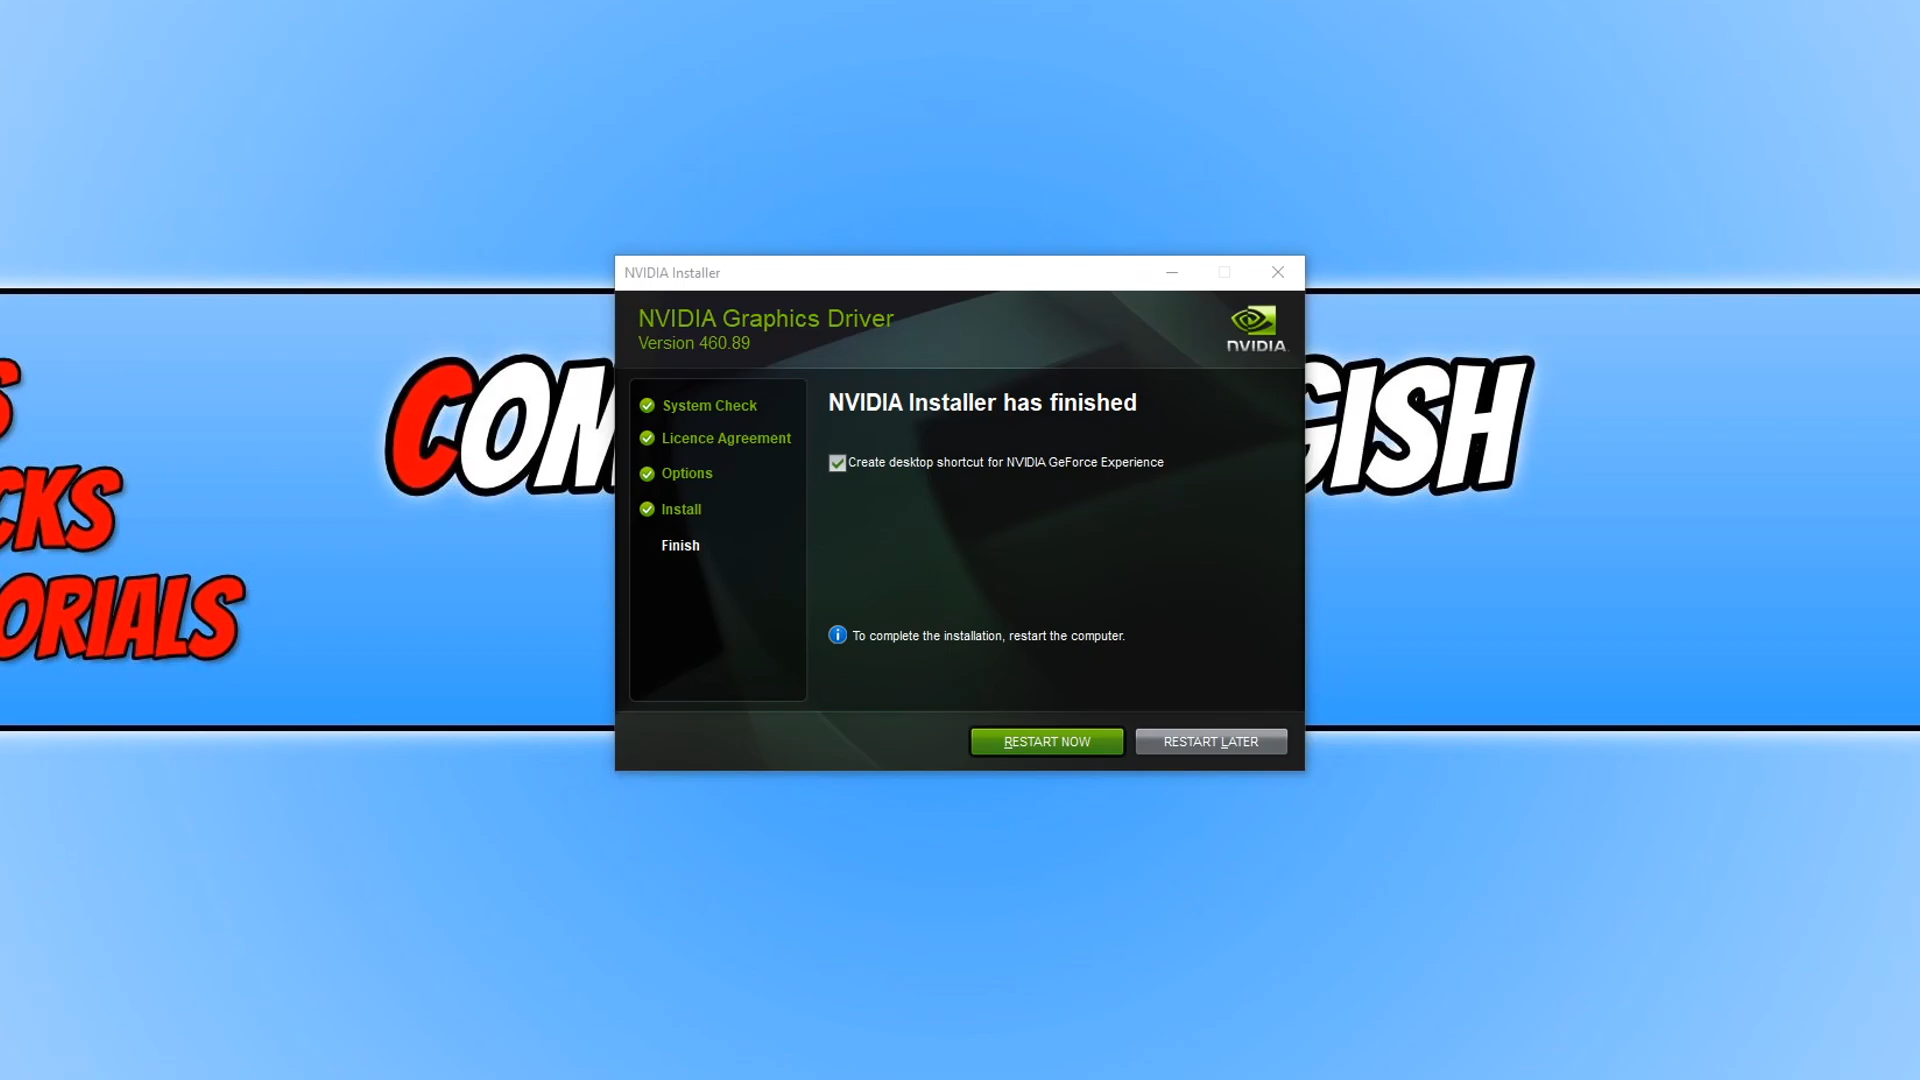 NVIDIA Installer
NVIDIA Graphics Driver
Version 460.89
NVIDIA
System Check
Licence Agreement
Options
Install
Finish
NVIDIA Installer has finished
Create desktop shortcut for NVIDIA GeForce Experience
To complete the installation, restart the computer.
RESTART NOW
RESTART LATER
S
CKS
ORIALS
COM
GISH